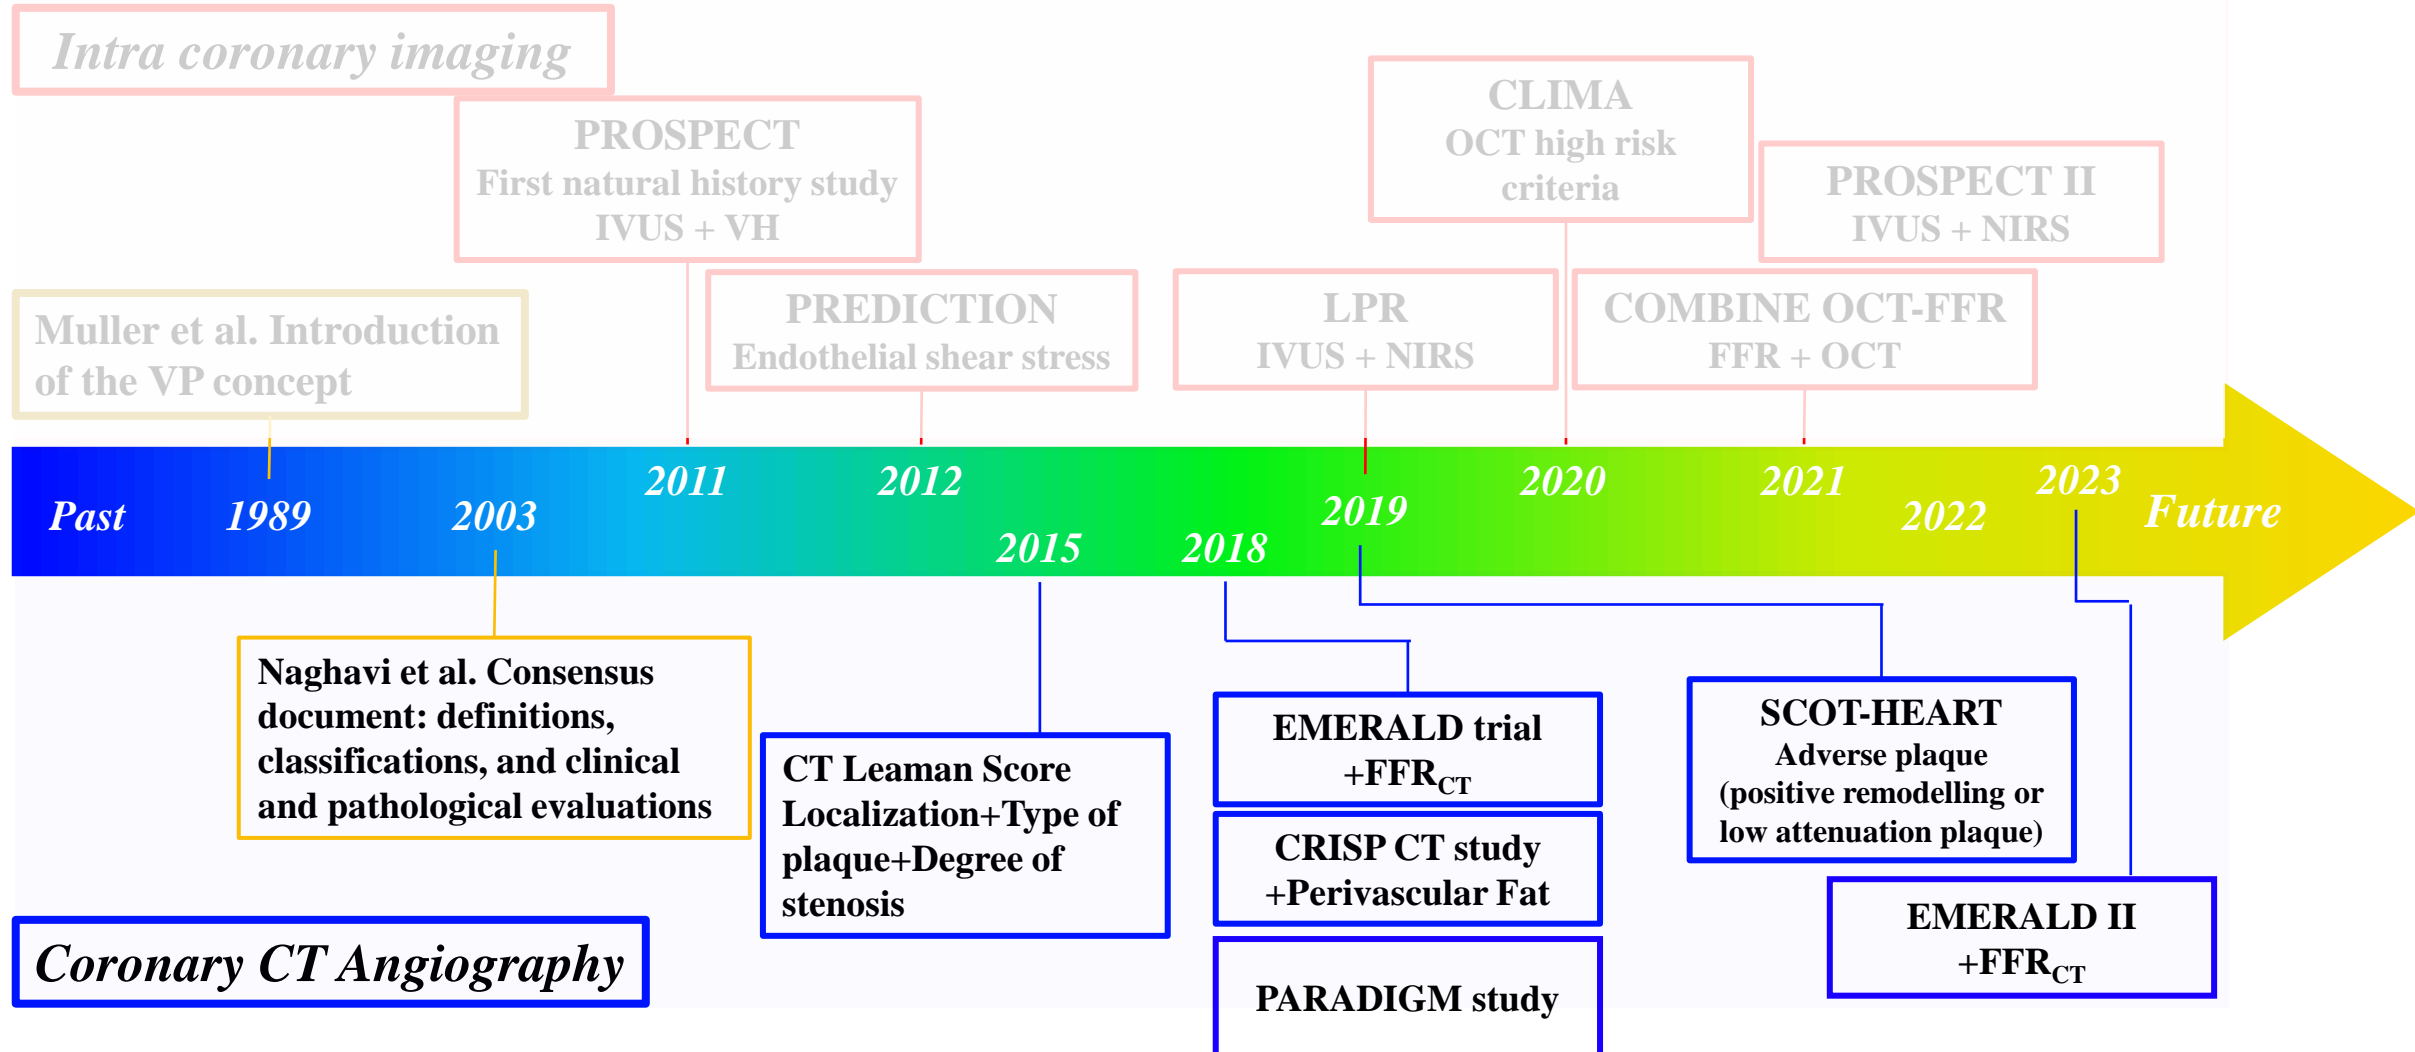 Intra coronary imaging
PROSPECT
First natural history study
IVUS + VH
CLIMA
OCT high risk
criteria
PROSPECT II
IVUS + NIRS
Muller et al. Introduction
of the VP concept
PREDICTION
Endothelial shear stress
LPR
IVUS + NIRS
COMBINE OCT-FFR
FFR + OCT
Past
1989
2003
2011
2012
2015
2018
2019
2020
2021
2022
2023
Future
Naghavi et al. Consensus
document: definitions,
classifications, and clinical
and pathological evaluations
CT Leaman Score
Localization+Type of
plaque+Degree of
stenosis
EMERALD trial
+FFRCT
CRISP CT study
+Perivascular Fat
PARADIGM study
SCOT-HEART
Adverse plaque
(positive remodelling or
low attenuation plaque)
EMERALD II
+FFRCT
Coronary CT Angiography